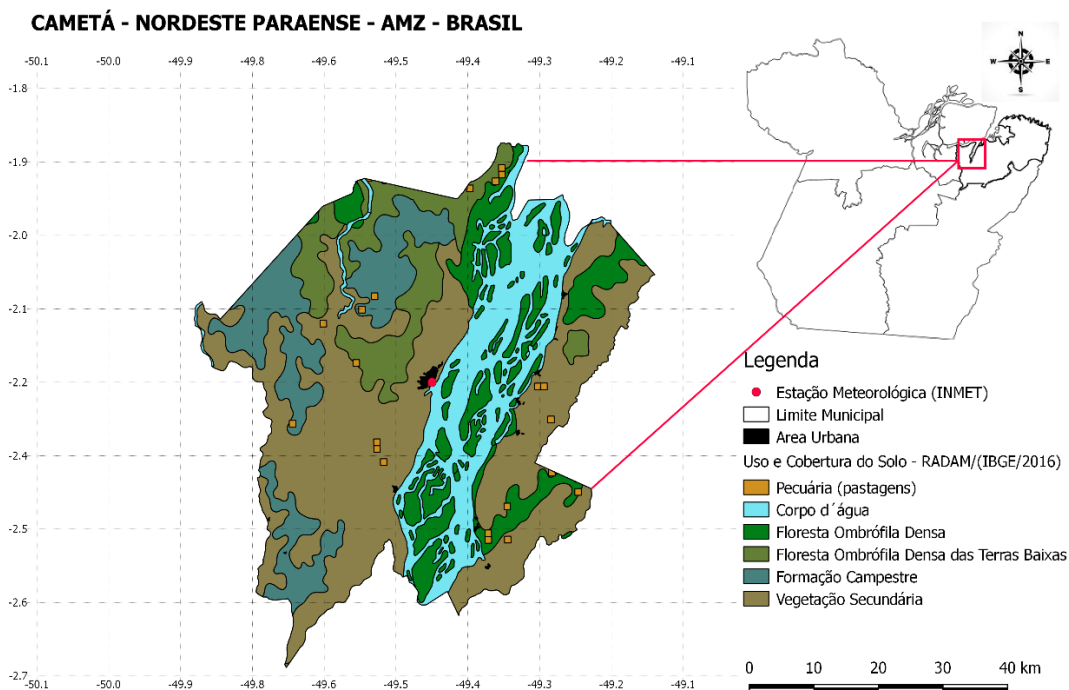 CAMETÁ - NORDESTE PARAENSE - AMZ - BRASIL
-50.1 -50.0 -49.9 -49.8 -49.7 -49.6 -49.5 -49.4 -49.3 -49.2 -49.1
-1.8
-1.9
-2.0
-2.1
-2.2
-2.3
-2.4
-2.5
-2.6
-2.7
-50.1 -50.0 -49.9 -49.8 -49.7 -49.6 -49.5 -49.4 -49.3 -49.2 -49.1
N
W E
S
Legenda
Estação Meteorológica (INMET)
Limite Municipal
Area Urbana
Uso e Cobertura do Solo - RADAM/(IBGE/2016)
Pecuária (pastagens)
Corpo d´água
Floresta Ombrófila Densa
Floresta Ombrófila Densa das Terras Baixas
Formação Campestre
Vegetação Secundária
0 10 20 30 40 km